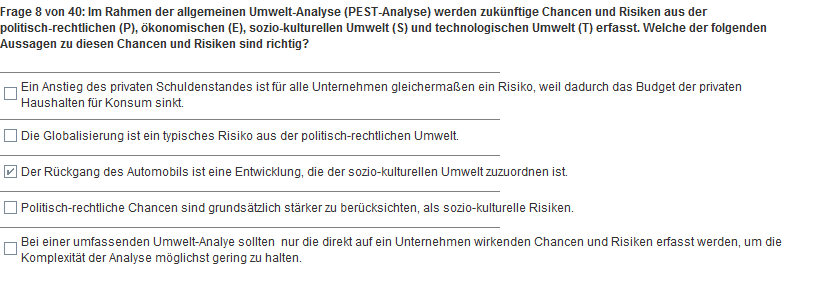 Frage 8 von 40: Im Rahmen der allgemeinen Umwelt-Analyse (PEST-Analyse) werden zukünftige Chancen und Risiken aus der
politisch-rechtlichen (P), ökonomischen (E), sozio-kulturellen Umwelt (S) und technologischen Umwelt (T) erfasst. Welche der folgenden
Aussagen zu diesen Chancen und Risiken sind richtig?
Ein Anstieg des privaten Schuldenstandes ist für alle Unternehmen gleichermaßen ein Risiko, weil dadurch das Budget der privaten
Haushalten für Konsum sinkt.
Die Globalisierung ist ein typisches Risiko aus der politisch-rechtlichen Umwelt.
Der Rückgang des Automobils ist eine Entwicklung, die der sozio-kulturellen Umwelt zuzuordnen ist.
Politisch-rechtliche Chancen sind grundsätzlich stärker zu berücksichten, als sozio-kulturelle Risiken.
Bei einer umfassenden Umwelt-Analye sollten nur die direkt auf ein Unternehmen wirkenden Chancen und Risiken erfasst werden, um die
Komplexität der Analyse möglichst gering zu halten.